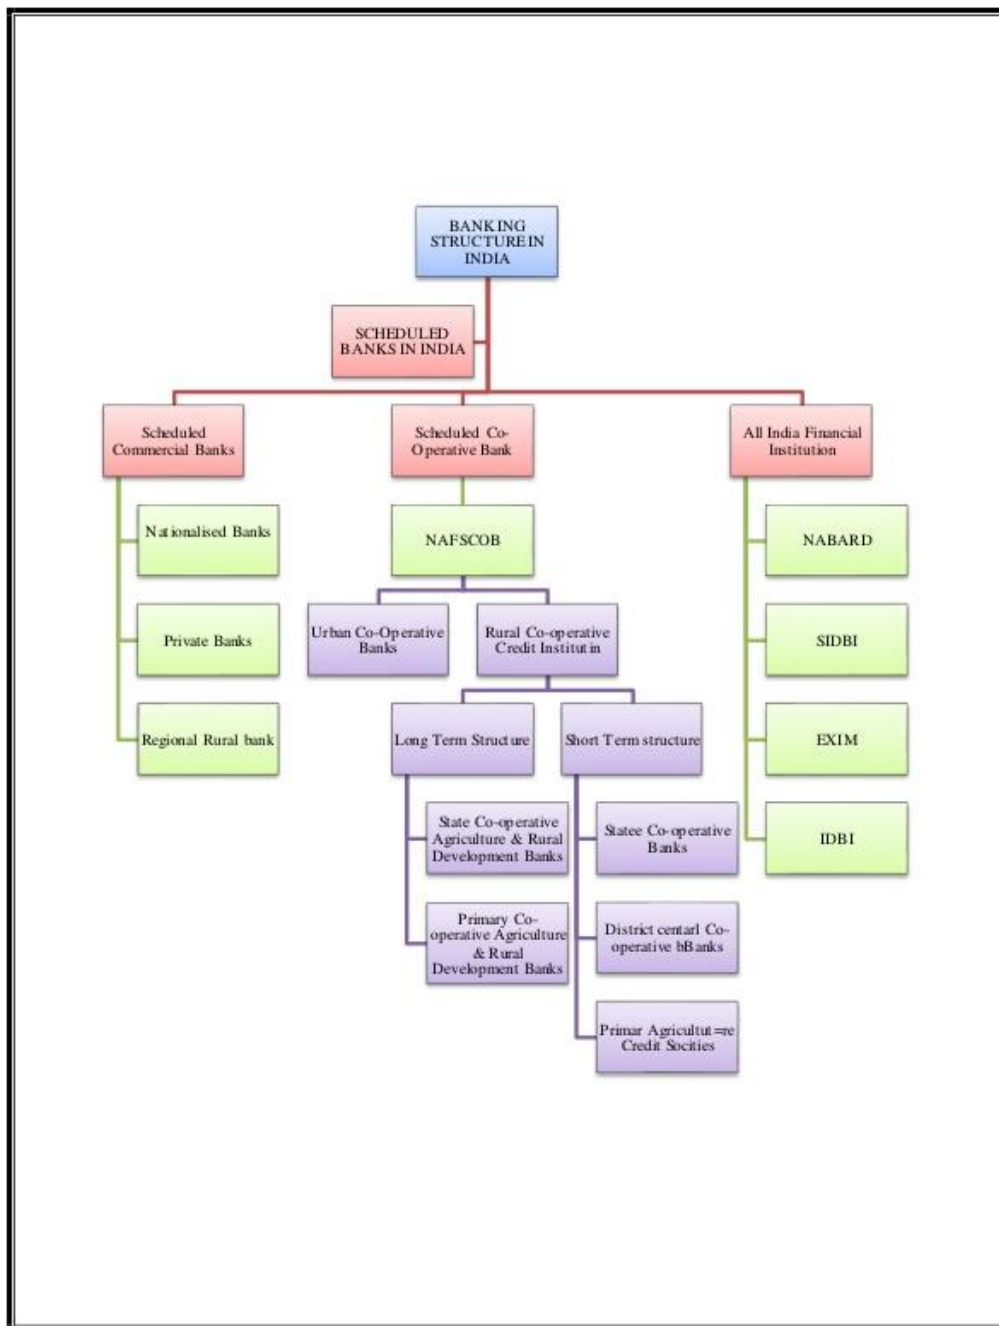 BANKING
STRUCTURE IN
INDIA
SCHEDULED
BANKS IN INDIA
Scheduled
Commercial Banks
Scheduled Co-
Operative Bank
All India Financial
Institution
Nationalised Banks
Private Banks
Regional Rural bank
NAFSCOB
Urban Co-Operative
Banks
Rural Co-operative
Credit Institutin
Long Term Structure
State Co-operative
Agriculture & Rural
Development Banks
Primary Co-
operative Agriculture
& Rural
Development Banks
Short Term structure
Statee Co-operative
Banks
District centarl Co-
operative bBanks
Primar Agricultut=re
Credit Socities
NABARD
SIDBI
EXIM
IDBI